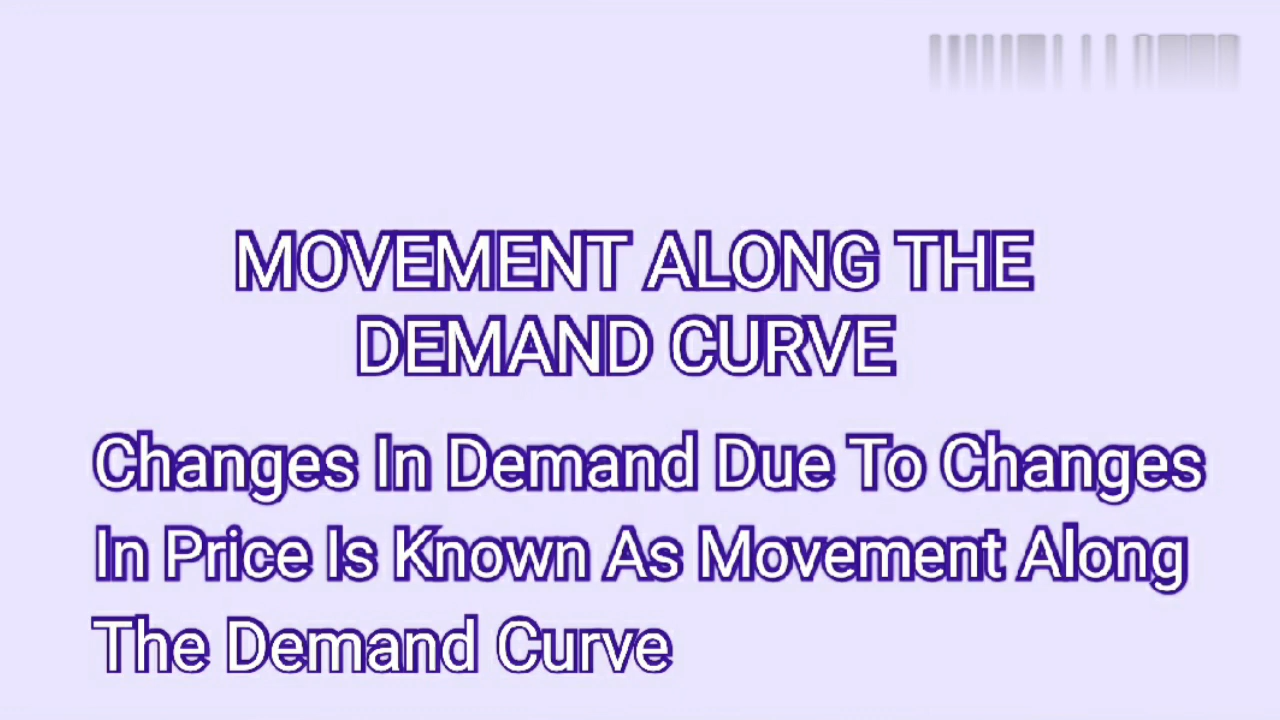 MOVEMENT ALONG THE
DEMAND CURVE
Changes In Demand Due To Changes
In Price Is Known As Movement Along
The Demand Curve